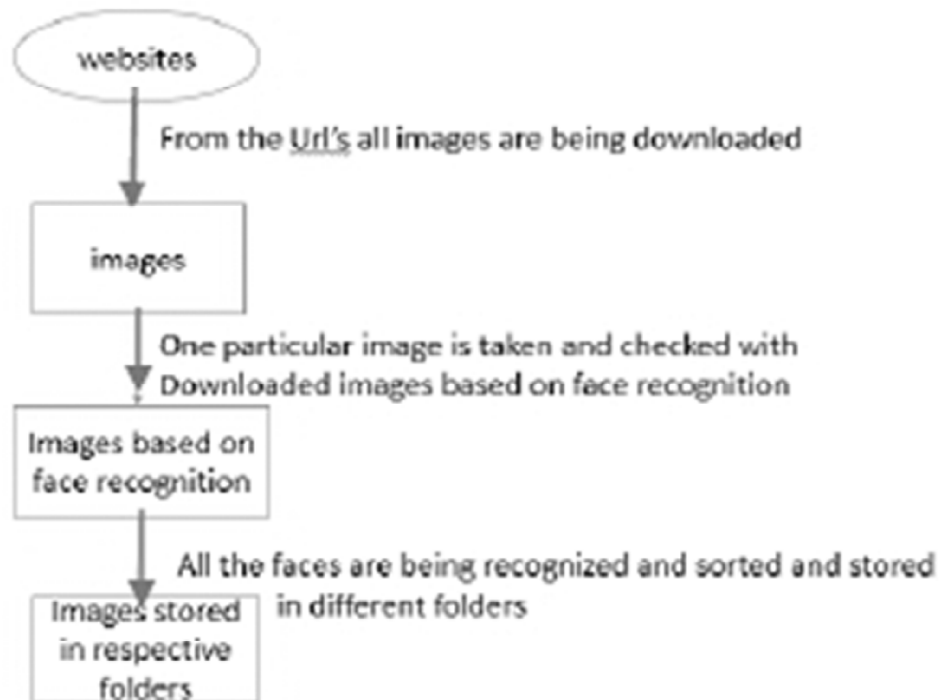 websites
From the Url's all images are being downloaded
images
One particular image is taken and checked with
Downloaded images based on face recognition
Images based on
face recognition
All the faces are being recognized and sorted and stored
in different folders
Images stored
in respective
folders